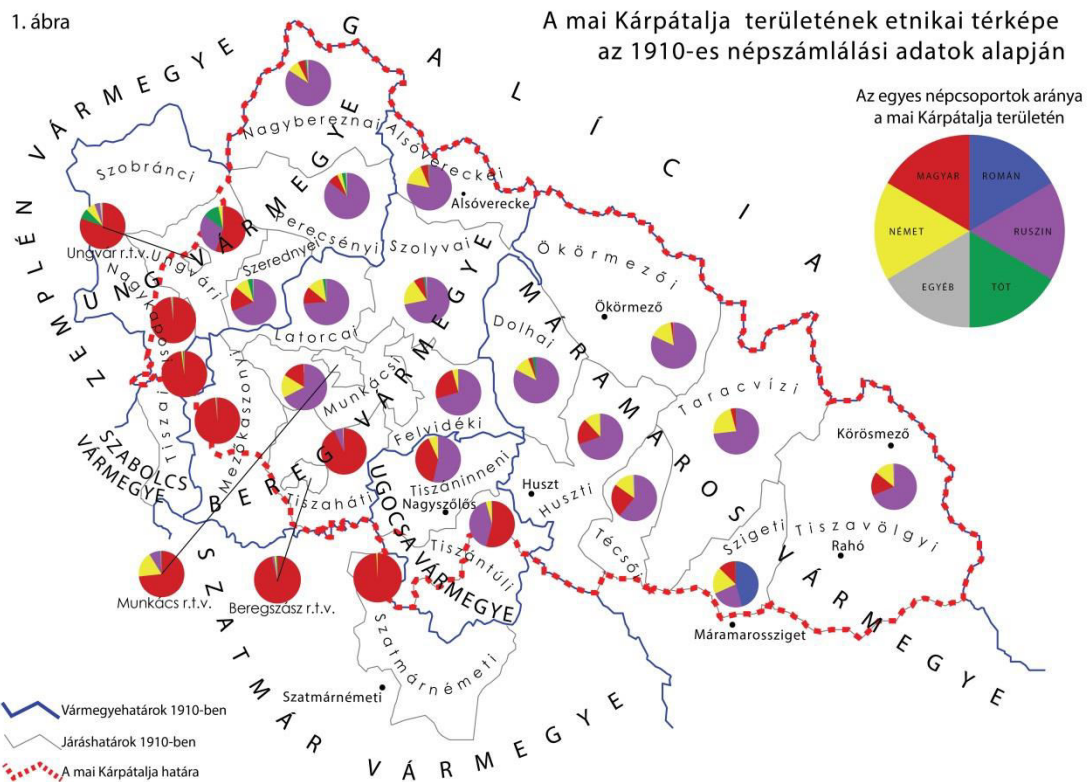 1. ábra
A mai Kárpátalja területének etnikai térképe
az 1910-es népszámlálási adatok alapján
Az egyes népcsoportok aránya
a mai Kárpátalja területén
MAGYAR
ROMÁN
NÉMET
RUSZIN
EGYÉB
TÓT
GALÍCIA
ZEMPLÉN VÁRMEGYE
UNG VÁRMEGYE
BEREG VÁRMEGYE
MÁRAMAROS VÁRMEGYE
UGOCSA VÁRMEGYE
SZABOLCS
VÁRMEGYE
SZATMÁR VÁRMEGYE
Nagybereznai
Alsóvereckei
Szobránci
Alsóverecke
Perecsényi
Szolyvai
Ökörmezői
Ungvár r.t.v.
Ungvári
Szerednyei
Nagykaposi
Ökörmező
Latorcai
Dolhai
Munkácsi
Taracvízi
Tiszai
Mezőkaszonyi
Felvidéki
Körösmező
Tiszáninneni
Huszt
Huszti
Tiszaháti
Nagyszőlős
Técsői
Szigeti
Tiszavölgyi
Rahó
Tiszántúli
Munkács r.t.v.
Beregszász r.t.v.
Máramarossziget
Szatmárnémeti
Szatmárnémeti
Vármegyehatárok 1910-ben
Járáshatárok 1910-ben
A mai Kárpátalja határa